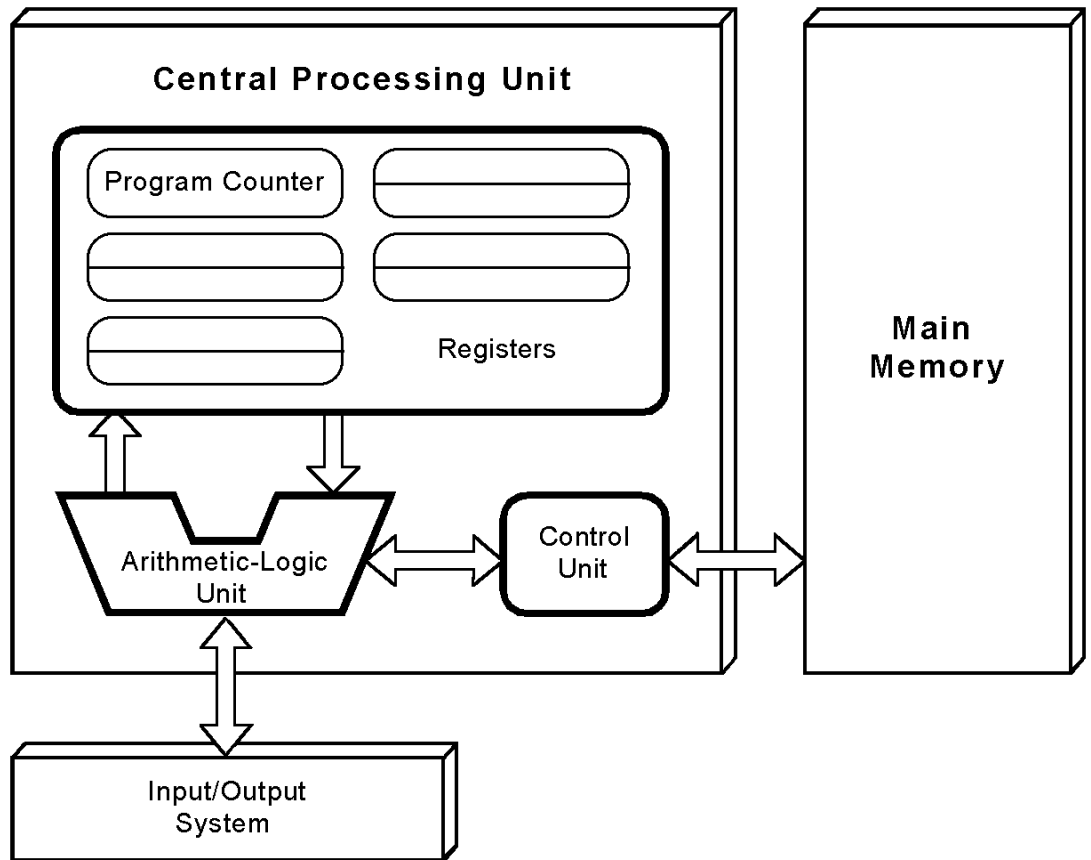 Central Processing Unit
Program Counter
Registers
Main
Memory
Arithmetic-Logic
Unit
Control
Unit
Input/Output
System